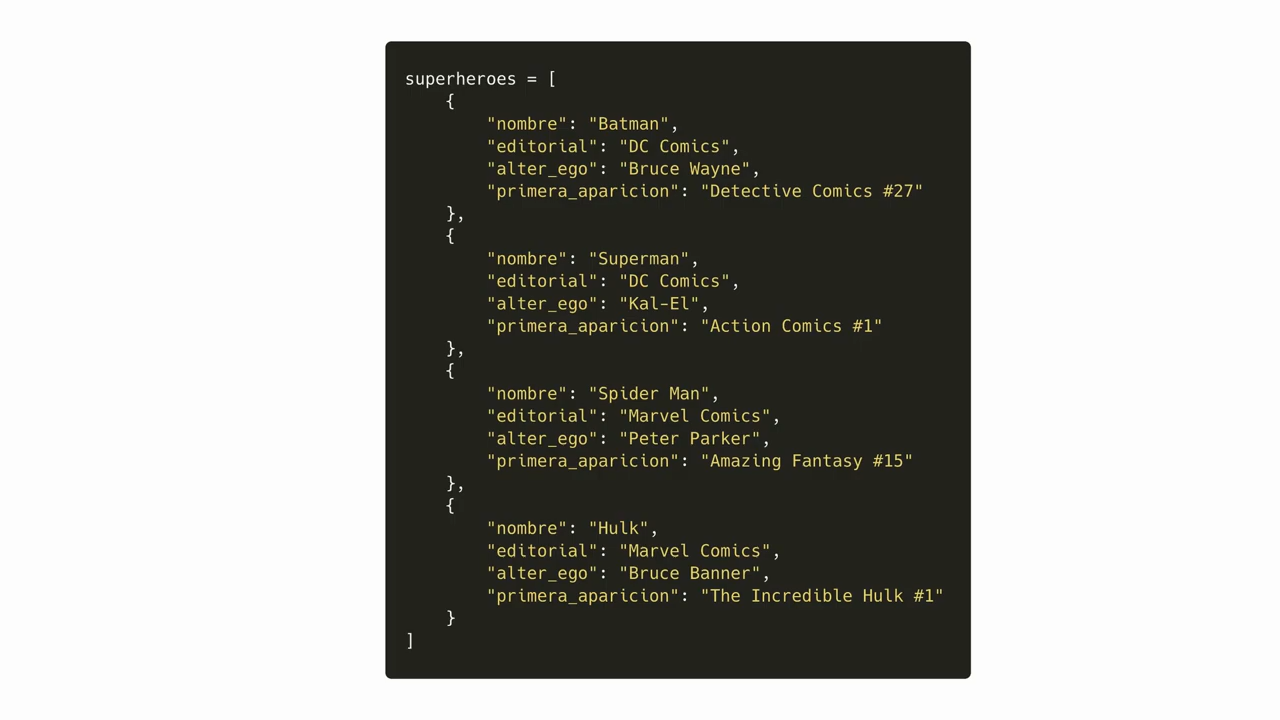 superheroes = [
    {
        "nombre": "Batman",
        "editorial": "DC Comics",
        "alter_ego": "Bruce Wayne",
        "primera_aparicion": "Detective Comics #27"
    },
    {
        "nombre": "Superman",
        "editorial": "DC Comics",
        "alter_ego": "Kal-El",
        "primera_aparicion": "Action Comics #1"
    },
    {
        "nombre": "Spider Man",
        "editorial": "Marvel Comics",
        "alter_ego": "Peter Parker",
        "primera_aparicion": "Amazing Fantasy #15"
    },
    {
        "nombre": "Hulk",
        "editorial": "Marvel Comics",
        "alter_ego": "Bruce Banner",
        "primera_aparicion": "The Incredible Hulk #1"
    }
]